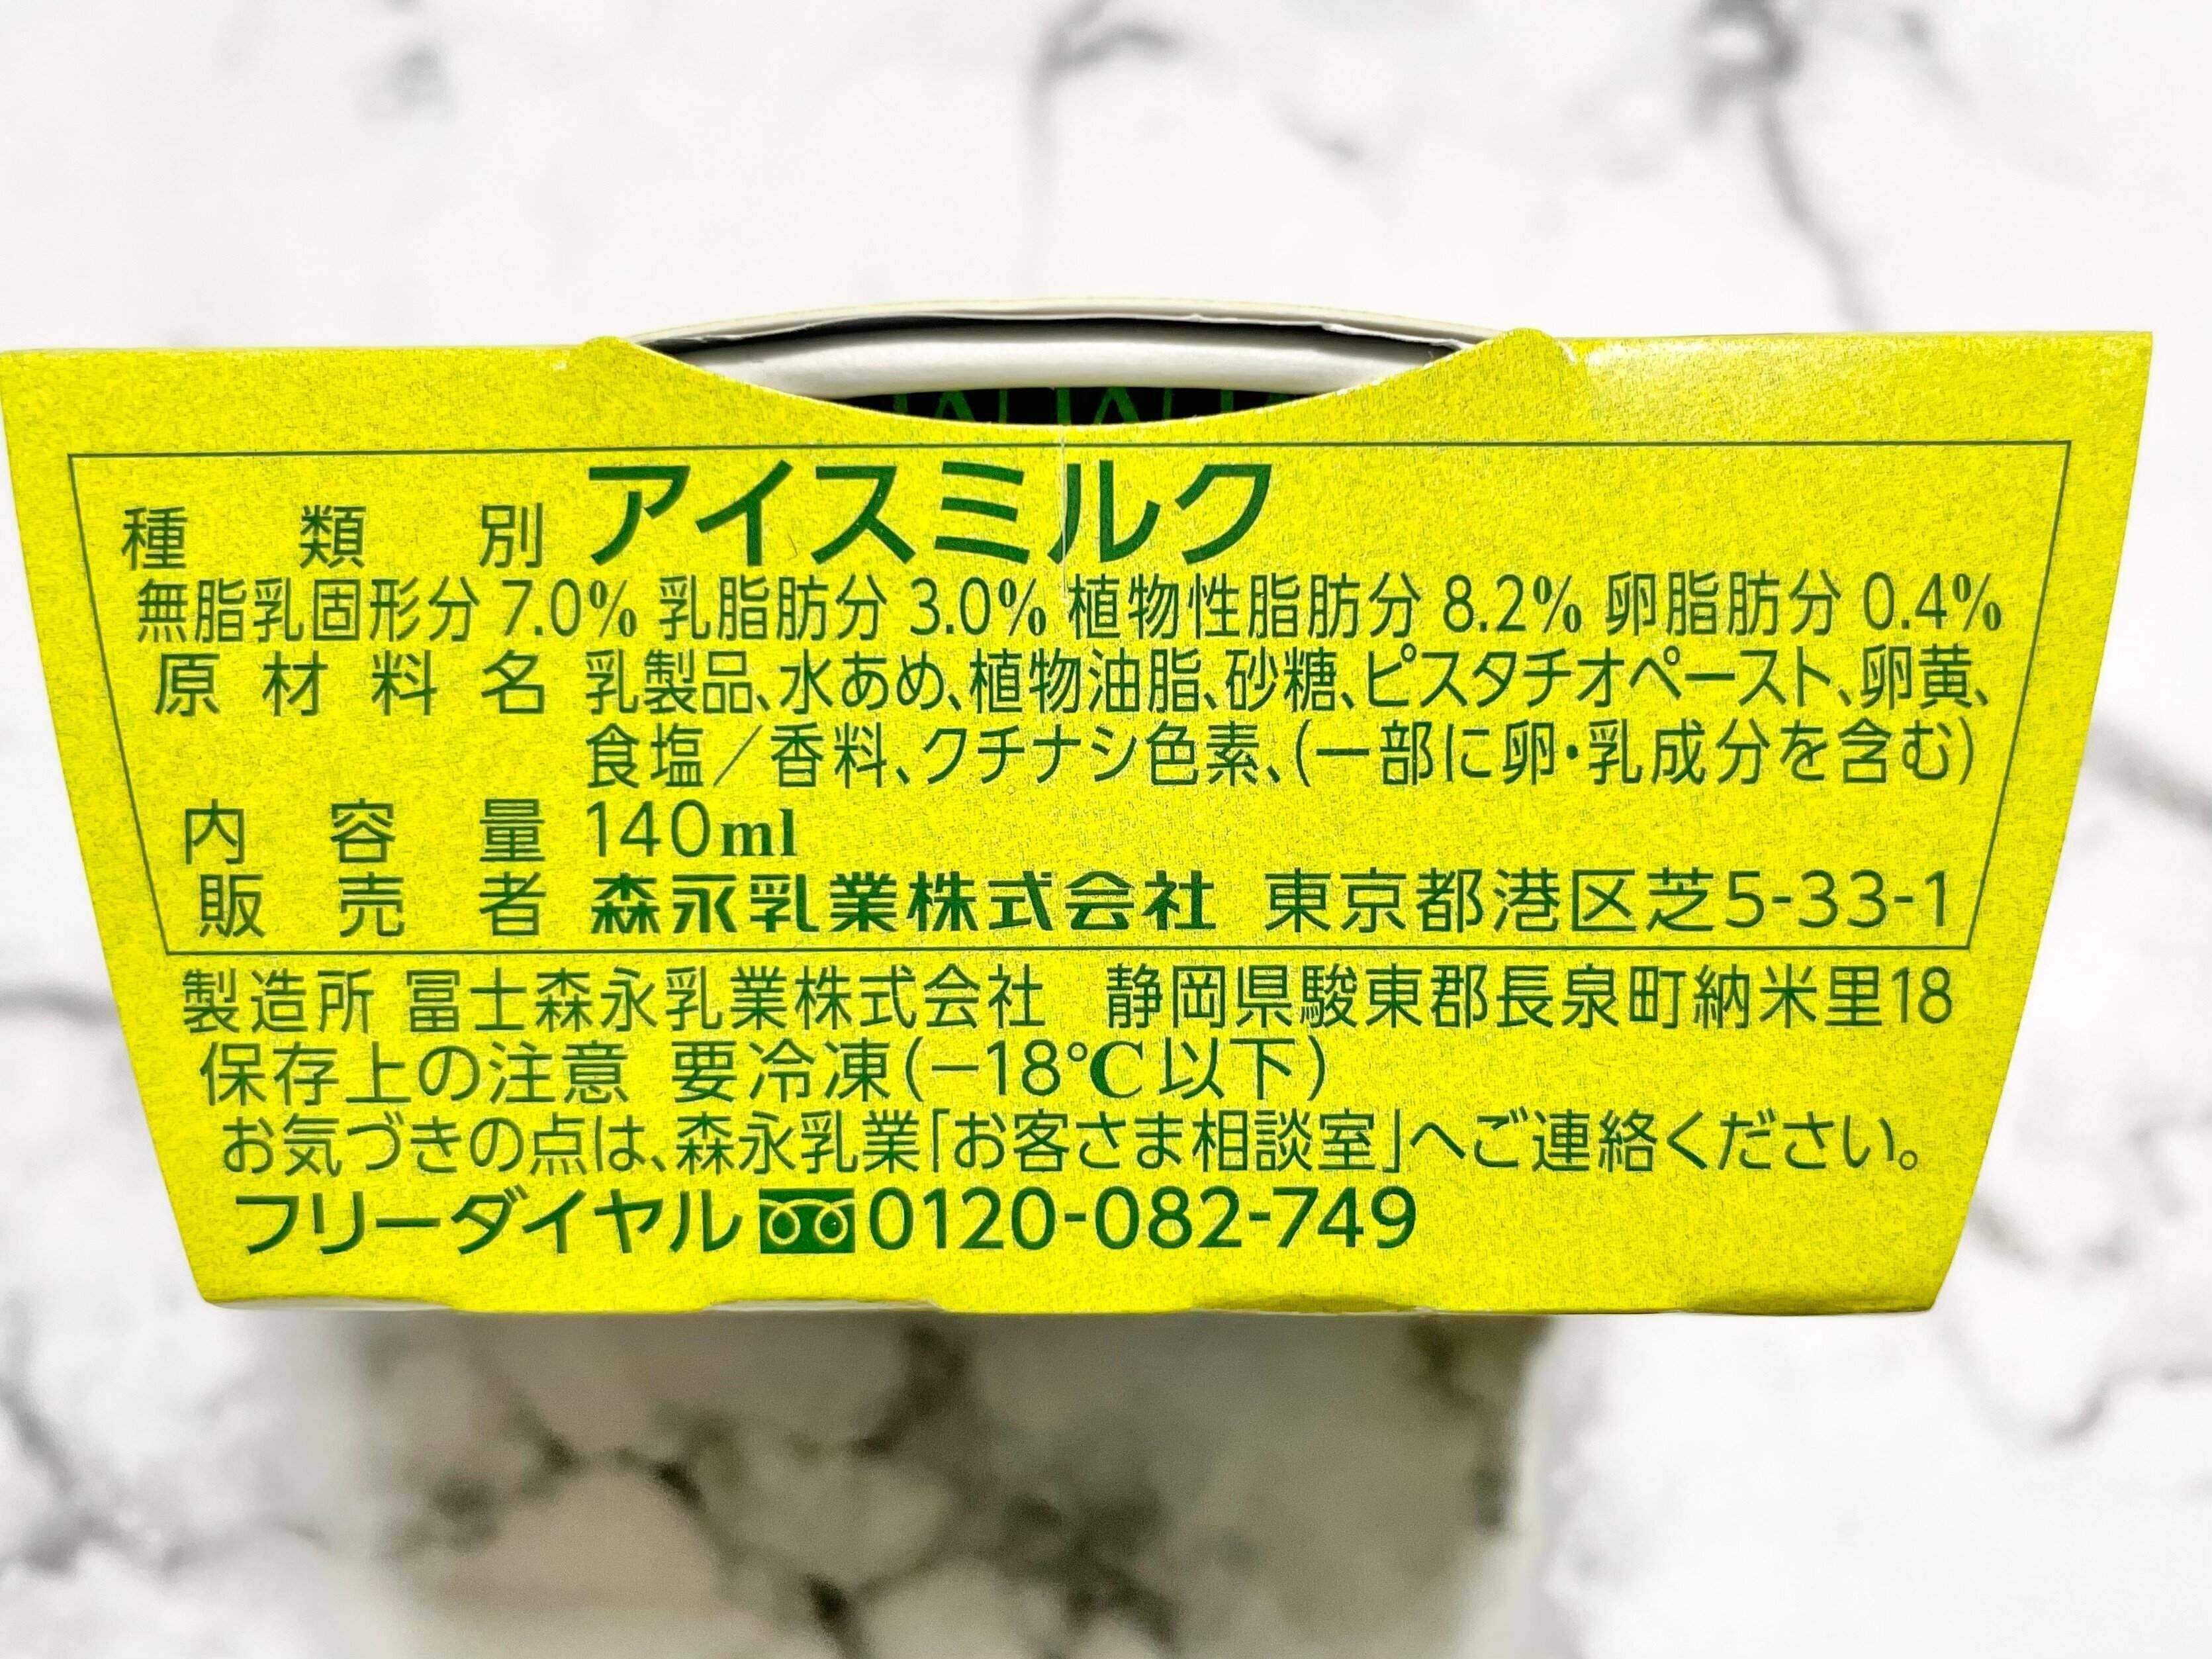 種類別 アイスミルク
無脂乳固形分 7.0% 乳脂肪分 3.0% 植物性脂肪分 8.2% 卵脂肪分 0.4%
原材料名 乳製品、水あめ、植物油脂、砂糖、ピスタチオペースト、卵黄、
食塩／香料、クチナシ色素、(一部に卵・乳成分を含む)
内容量 140ml
販売者 森永乳業株式会社 東京都港区芝5-33-1
製造所 冨士森永乳業株式会社 静岡県駿東郡長泉町納米里18
保存上の注意 要冷凍(−18℃以下)
お気づきの点は、森永乳業「お客さま相談室」へご連絡ください。
フリーダイヤル 0120-082-749